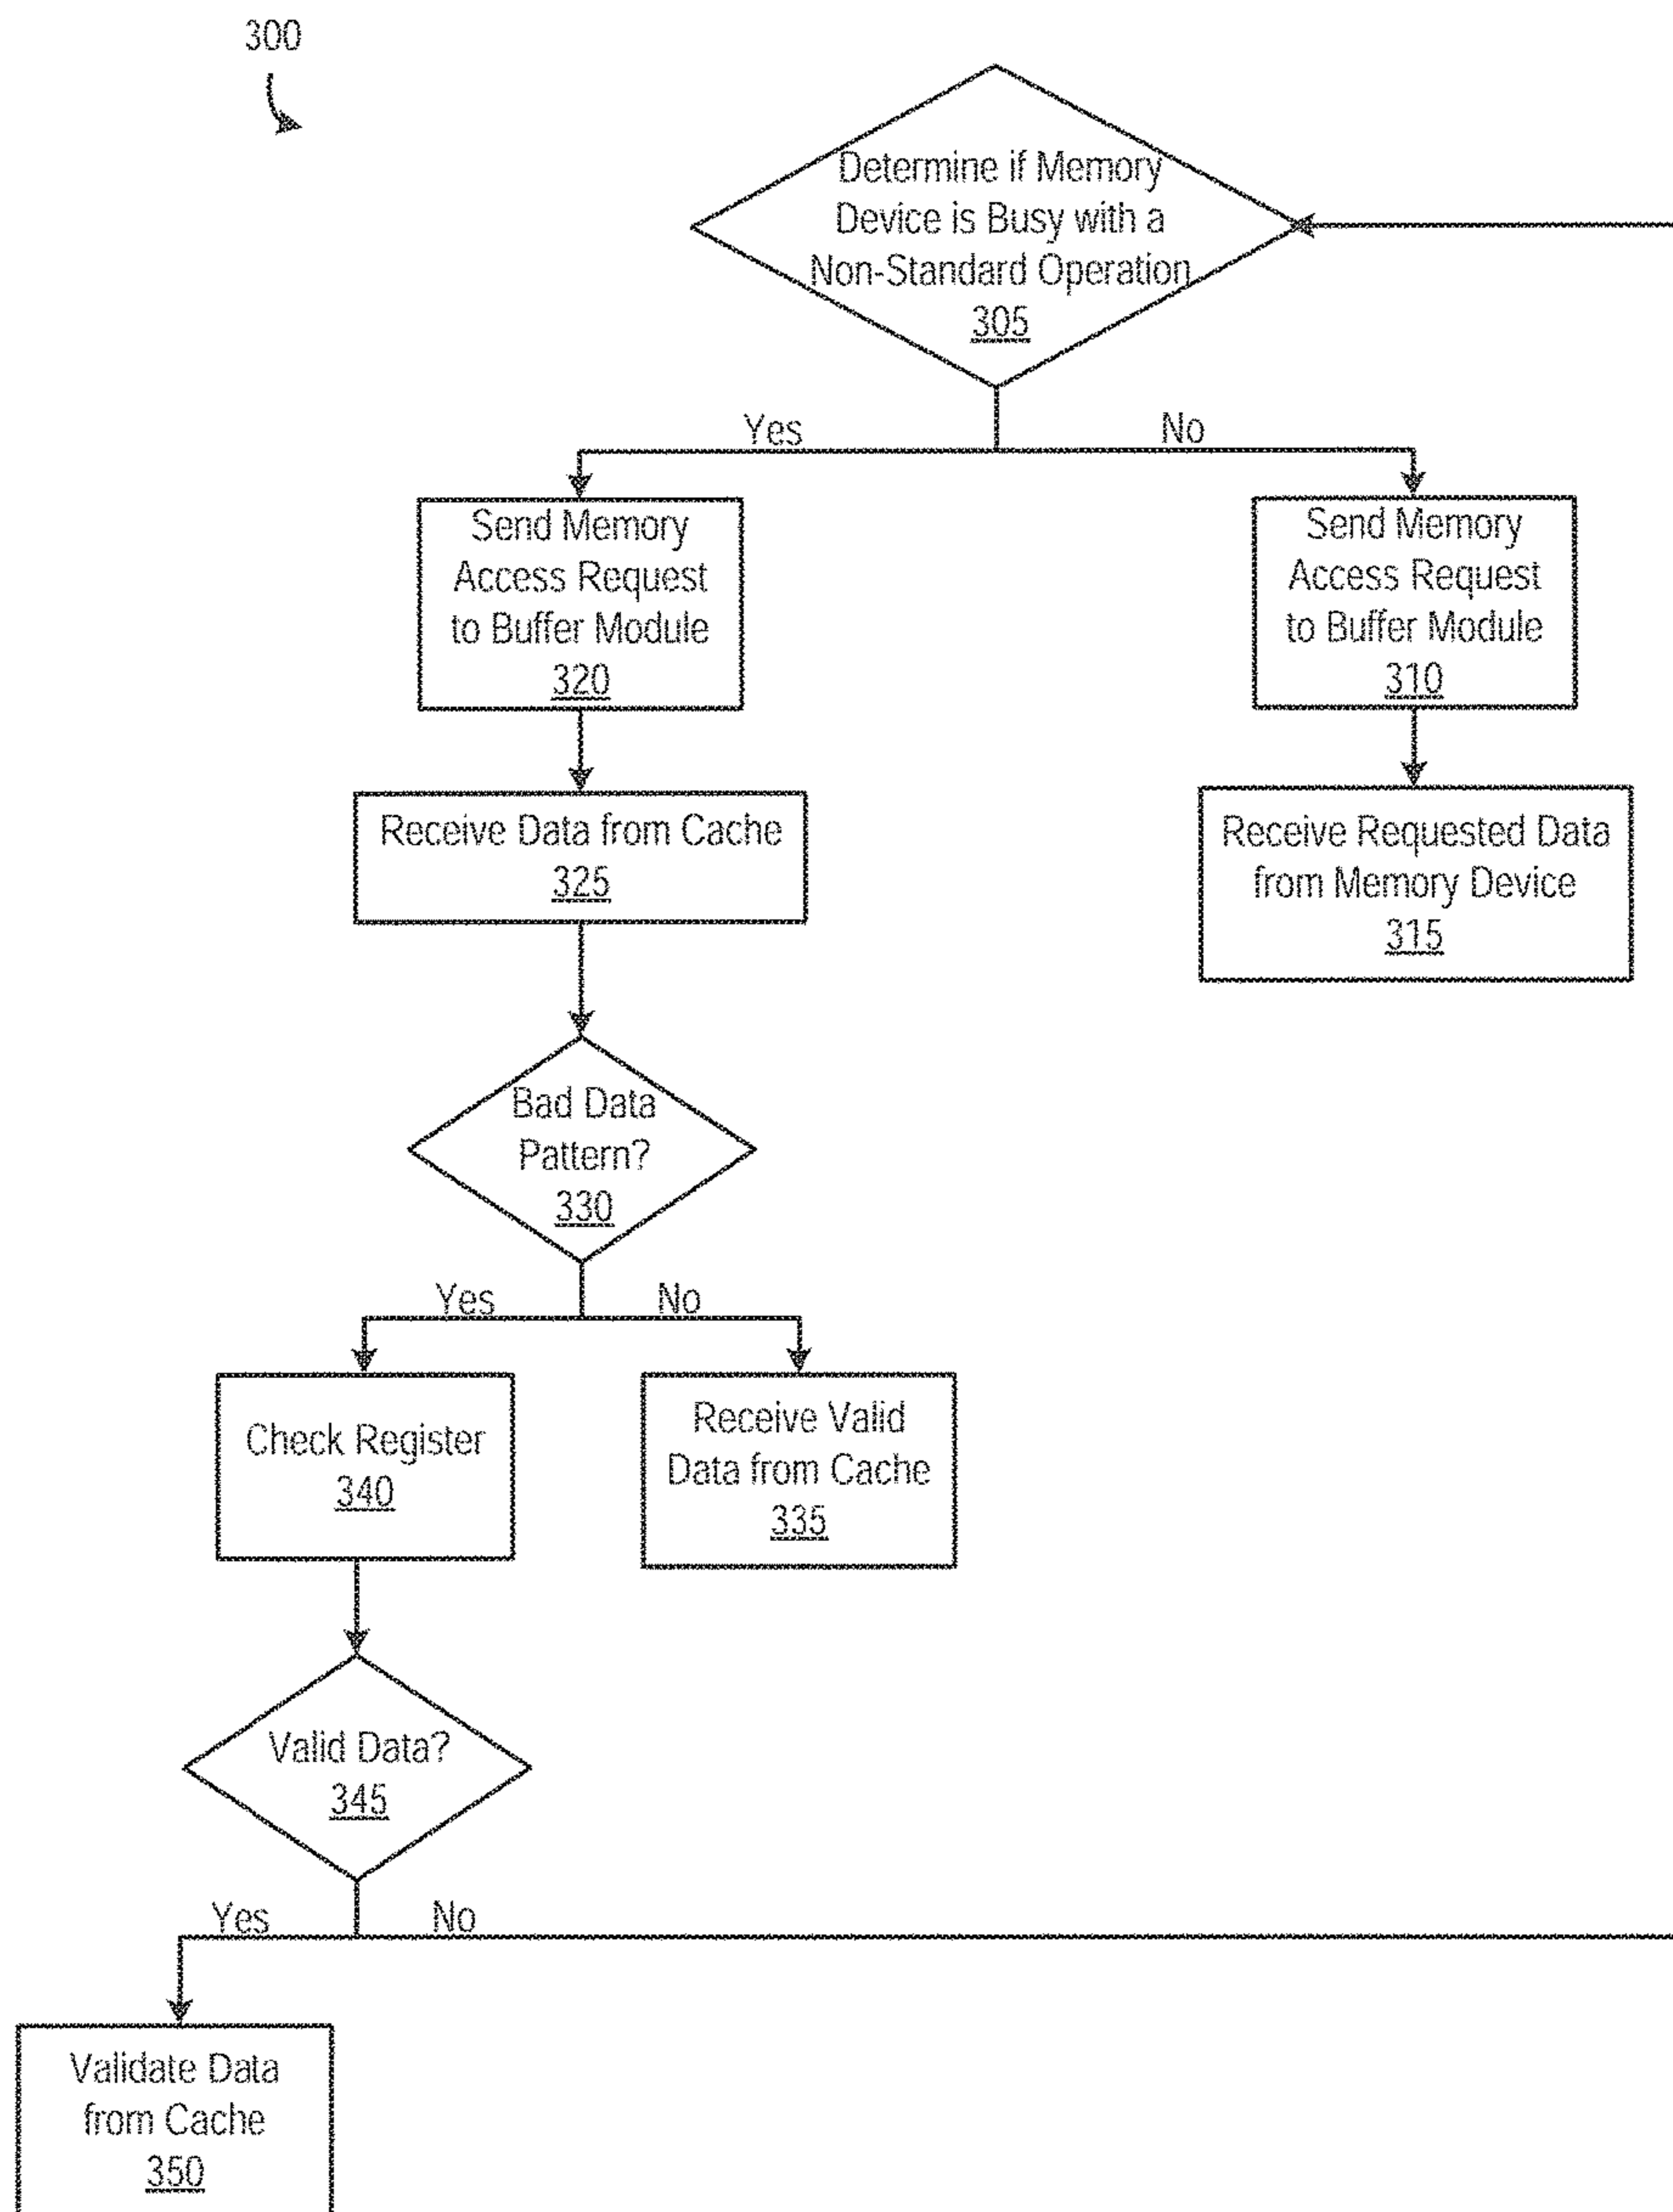 300
Determine if Memory
Device is Busy with a
Non-Standard Operation
305
Yes
No
Send Memory
Access Request
to Buffer Module
320
Send Memory
Access Request
to Buffer Module
310
Receive Data from Cache
325
Receive Requested Data
from Memory Device
315
Bad Data
Pattern?
330
Yes
No
Check Register
340
Receive Valid
Data from Cache
335
Valid Data?
345
Yes
No
Validate Data
from Cache
350